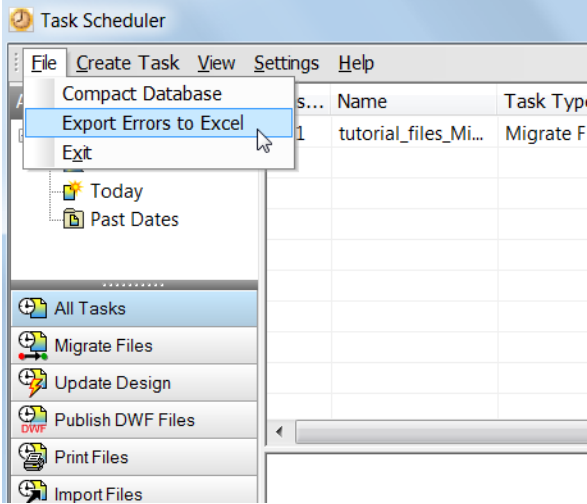 Task Scheduler
File Create Task View Settings Help
Compact Database
Export Errors to Excel
Exit
s... Name Task Type
1 tutorial_files_Mi... Migrate F
Today
Past Dates
All Tasks
Migrate Files
Update Design
DWF Publish DWF Files
Print Files
Import Files